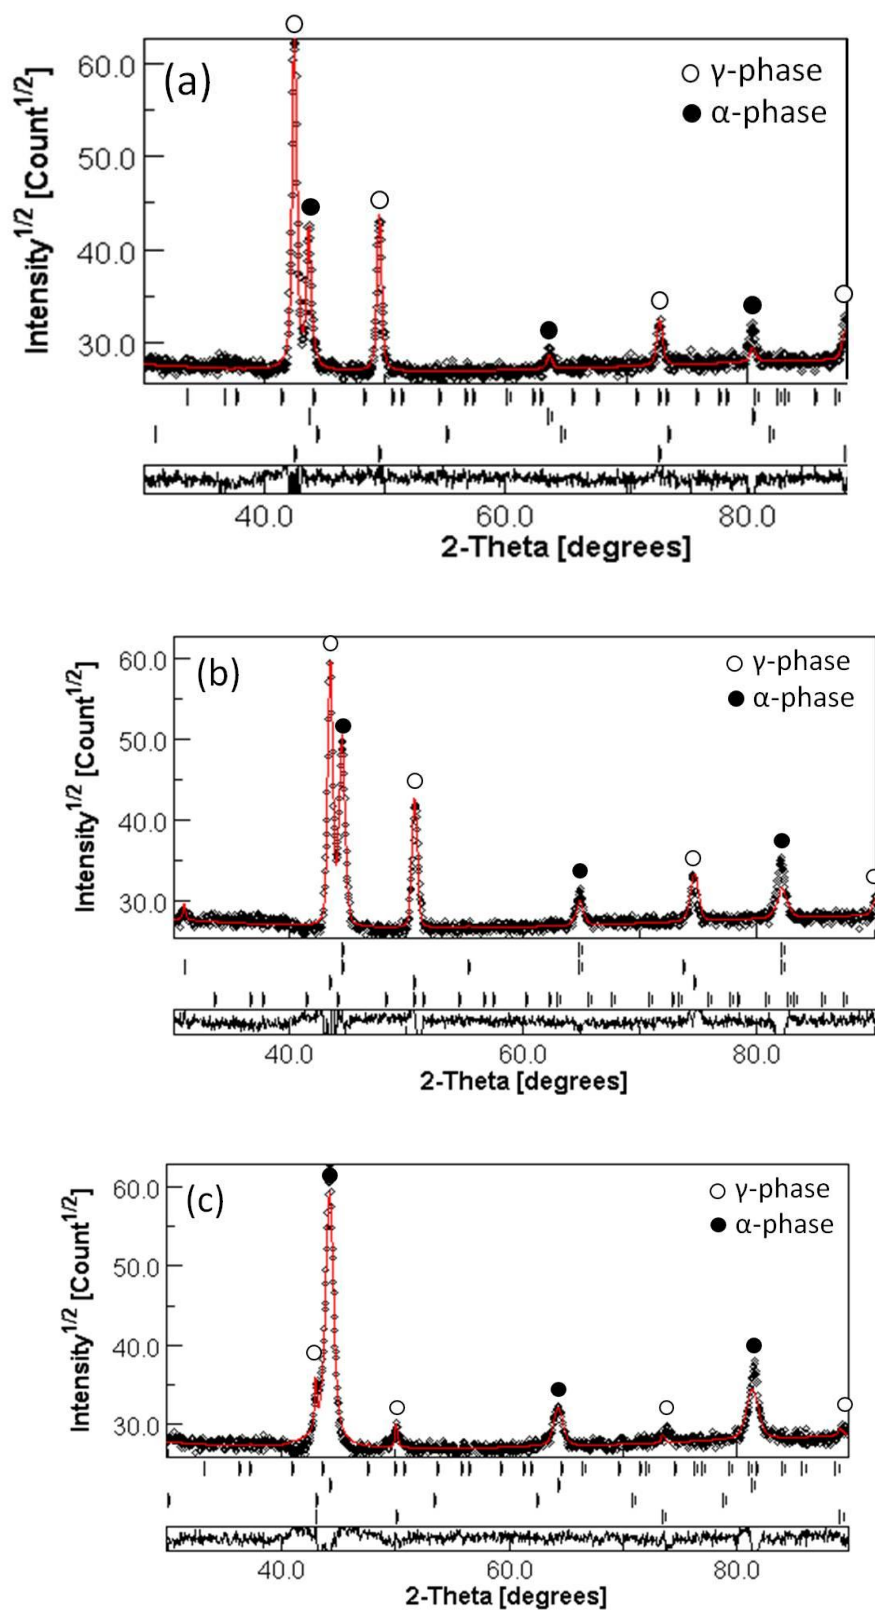 (a)
γ-phase
α-phase
60.0
50.0
40.0
30.0
Intensity1/2 [Count1/2]
40.0 60.0 80.0
2-Theta [degrees]
(b)
γ-phase
α-phase
60.0
50.0
40.0
30.0
Intensity1/2 [Count1/2]
40.0 60.0 80.0
2-Theta [degrees]
(c)
γ-phase
α-phase
60.0
50.0
40.0
30.0
Intensity1/2 [Count1/2]
40.0 60.0 80.0
2-Theta [degrees]